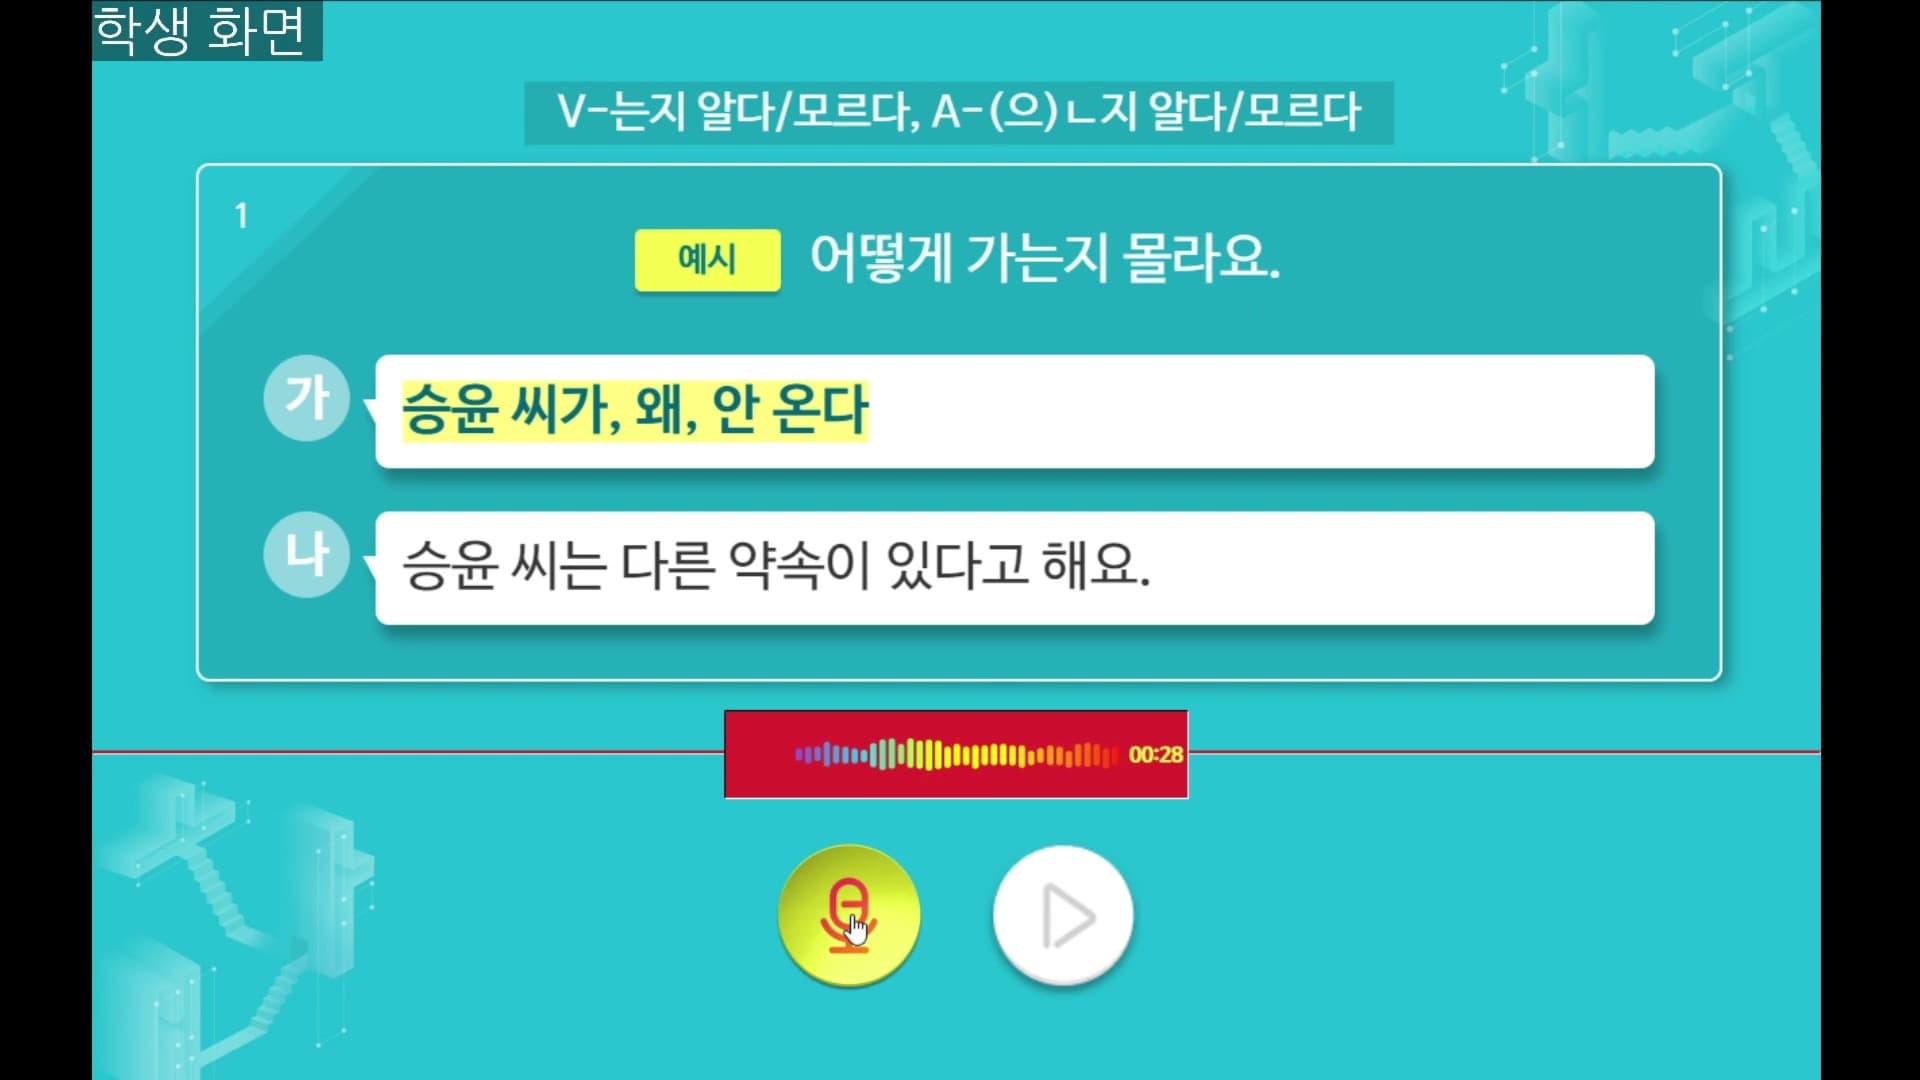 학생 화면
V-는지 알다/모르다, A-(으)ㄴ지 알다/모르다
1
예시 어떻게 가는지 몰라요.
가 승윤 씨가, 왜, 안 온다
나 승윤 씨는 다른 약속이 있다고 해요.
00:28